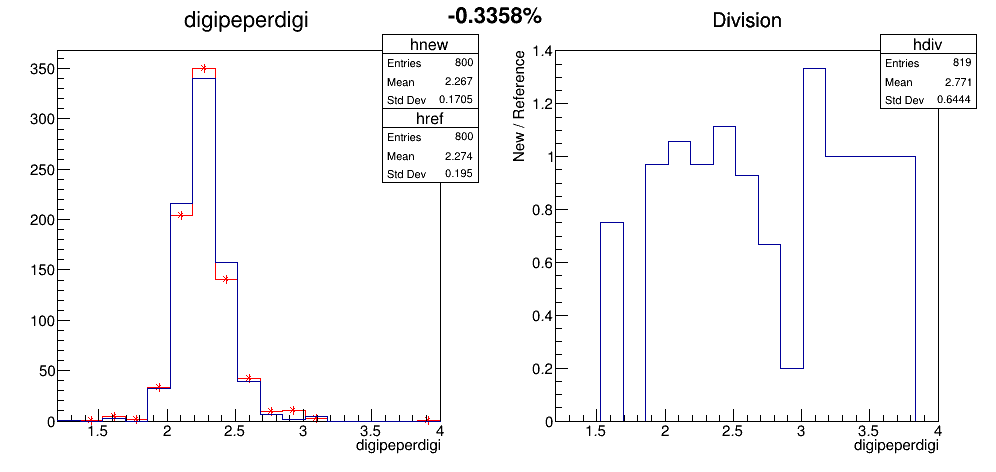 digipeperdigi
-0.3358%
Division
hnew
Entries 800
Mean 2.267
Std Dev 0.1705
href
Entries 800
Mean 2.274
Std Dev 0.195
350
300
250
200
150
100
50
0
1.5 2 2.5 3 3.5 4
digipeperdigi
hdiv
Entries 819
Mean 2.771
Std Dev 0.6444
New / Reference
1.4
1.2
1
0.8
0.6
0.4
0.2
0
1.5 2 2.5 3 3.5 4
digipeperdigi